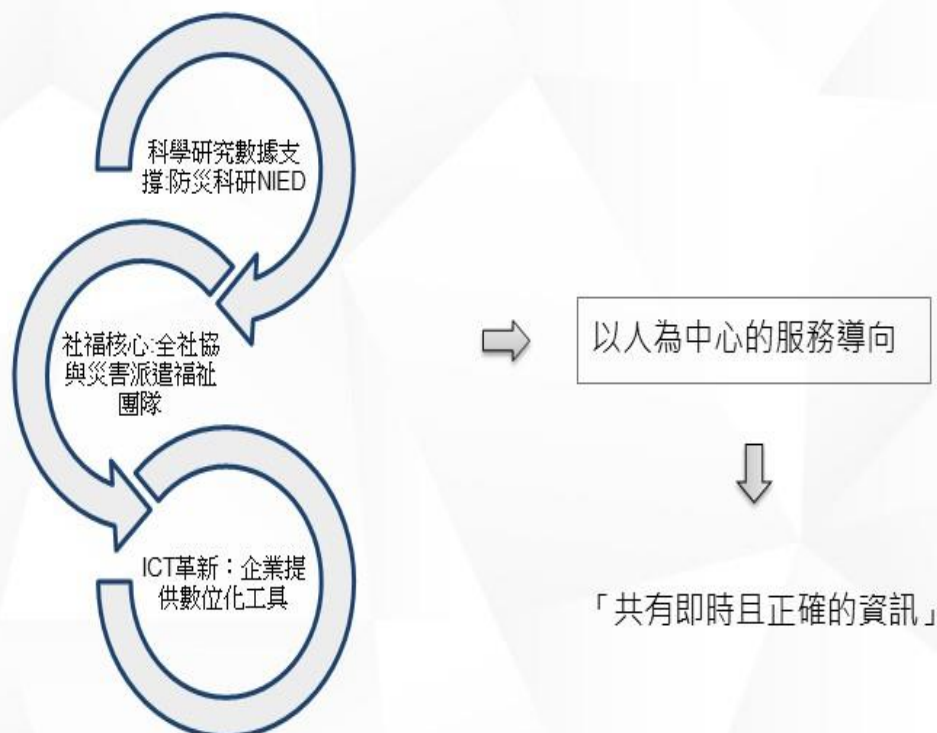 科學研究數據支
撐:防災科研NIED
社福核心:全社協
與災害派遣福祉
團隊
ICT革新：企業提
供數位化工具
以人為中心的服務導向
「共有即時且正確的資訊」